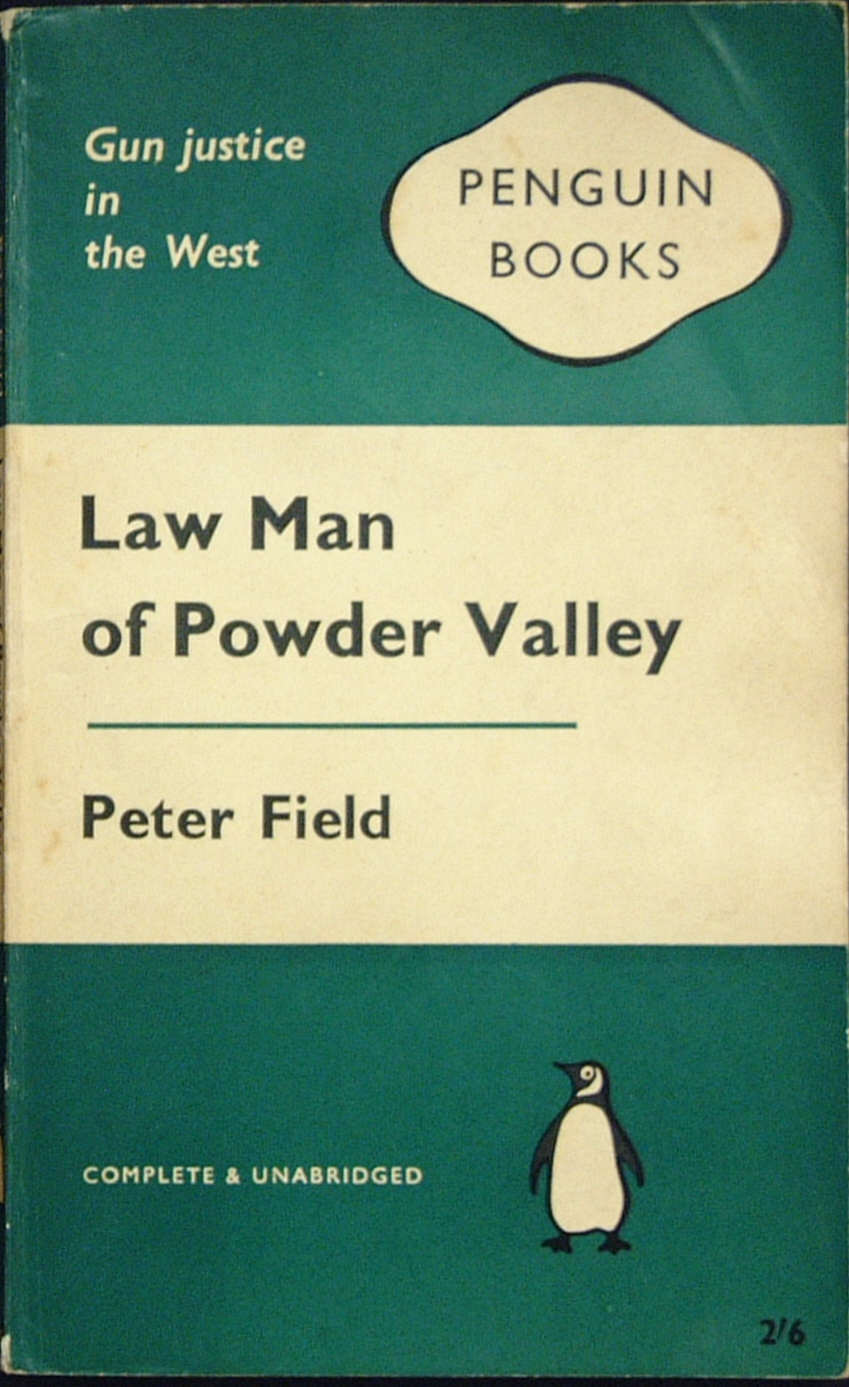 Gun justice
in
the West
PENGUIN
BOOKS
Law Man
of Powder Valley
Peter Field
COMPLETE & UNABRIDGED
2/6